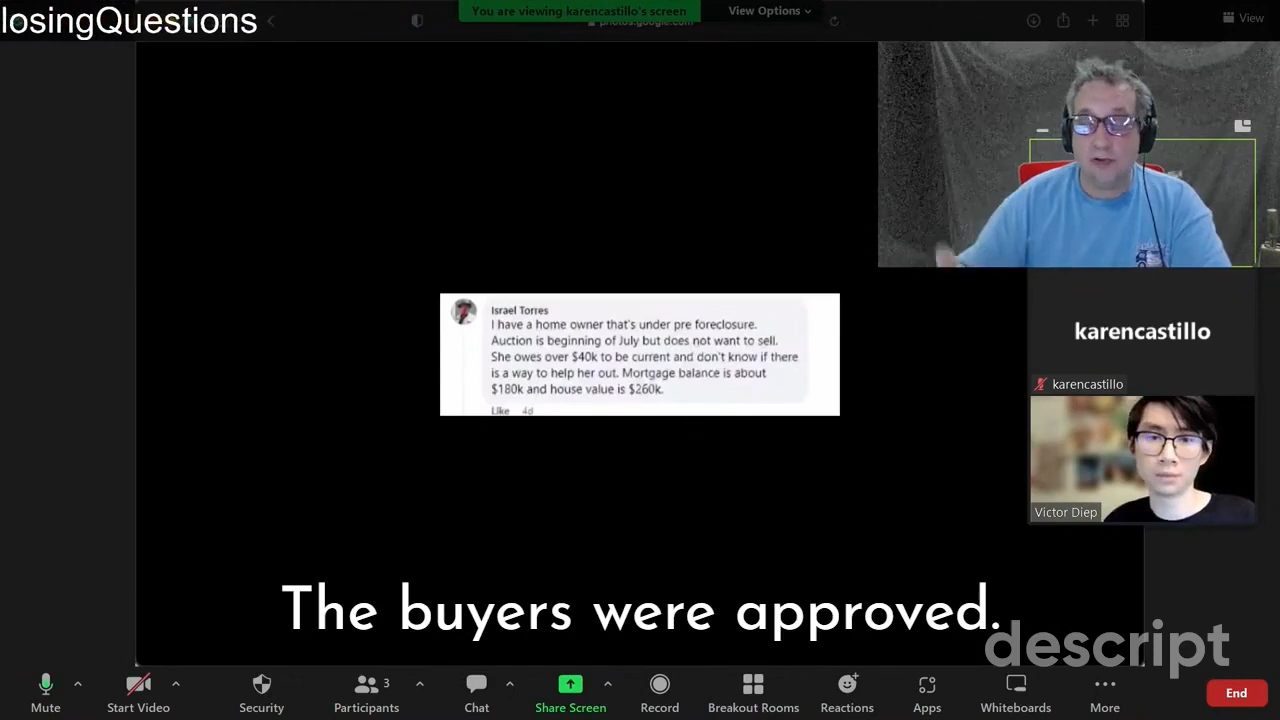 losingQuestions
You are viewing karencastillo's screen
View Options
photos.google.com
View
Israel Torres
I have a home owner that's under pre foreclosure.
Auction is beginning of July but does not want to sell.
She owes over $40k to be current and don't know if there
is a way to help her out. Mortgage balance is about
$180k and house value is $260k.
Like 4d
karencastillo
karencastillo
Victor Diep
The buyers were approved.
descript
Mute
Start Video
Security
3
Participants
Chat
Share Screen
Record
Breakout Rooms
Reactions
Apps
Whiteboards
More
End